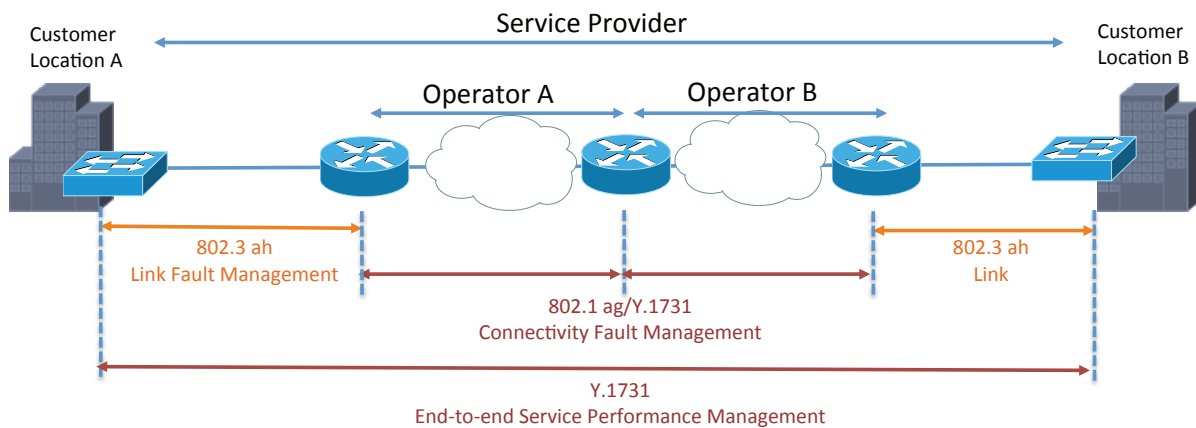 Service Provider
Customer
Location A
Customer
Location B
Operator A
Operator B
802.3 ah
Link Fault Management
802.3 ah
Link
802.1 ag/Y.1731
Connectivity Fault Management
Y.1731
End-to-end Service Performance Management